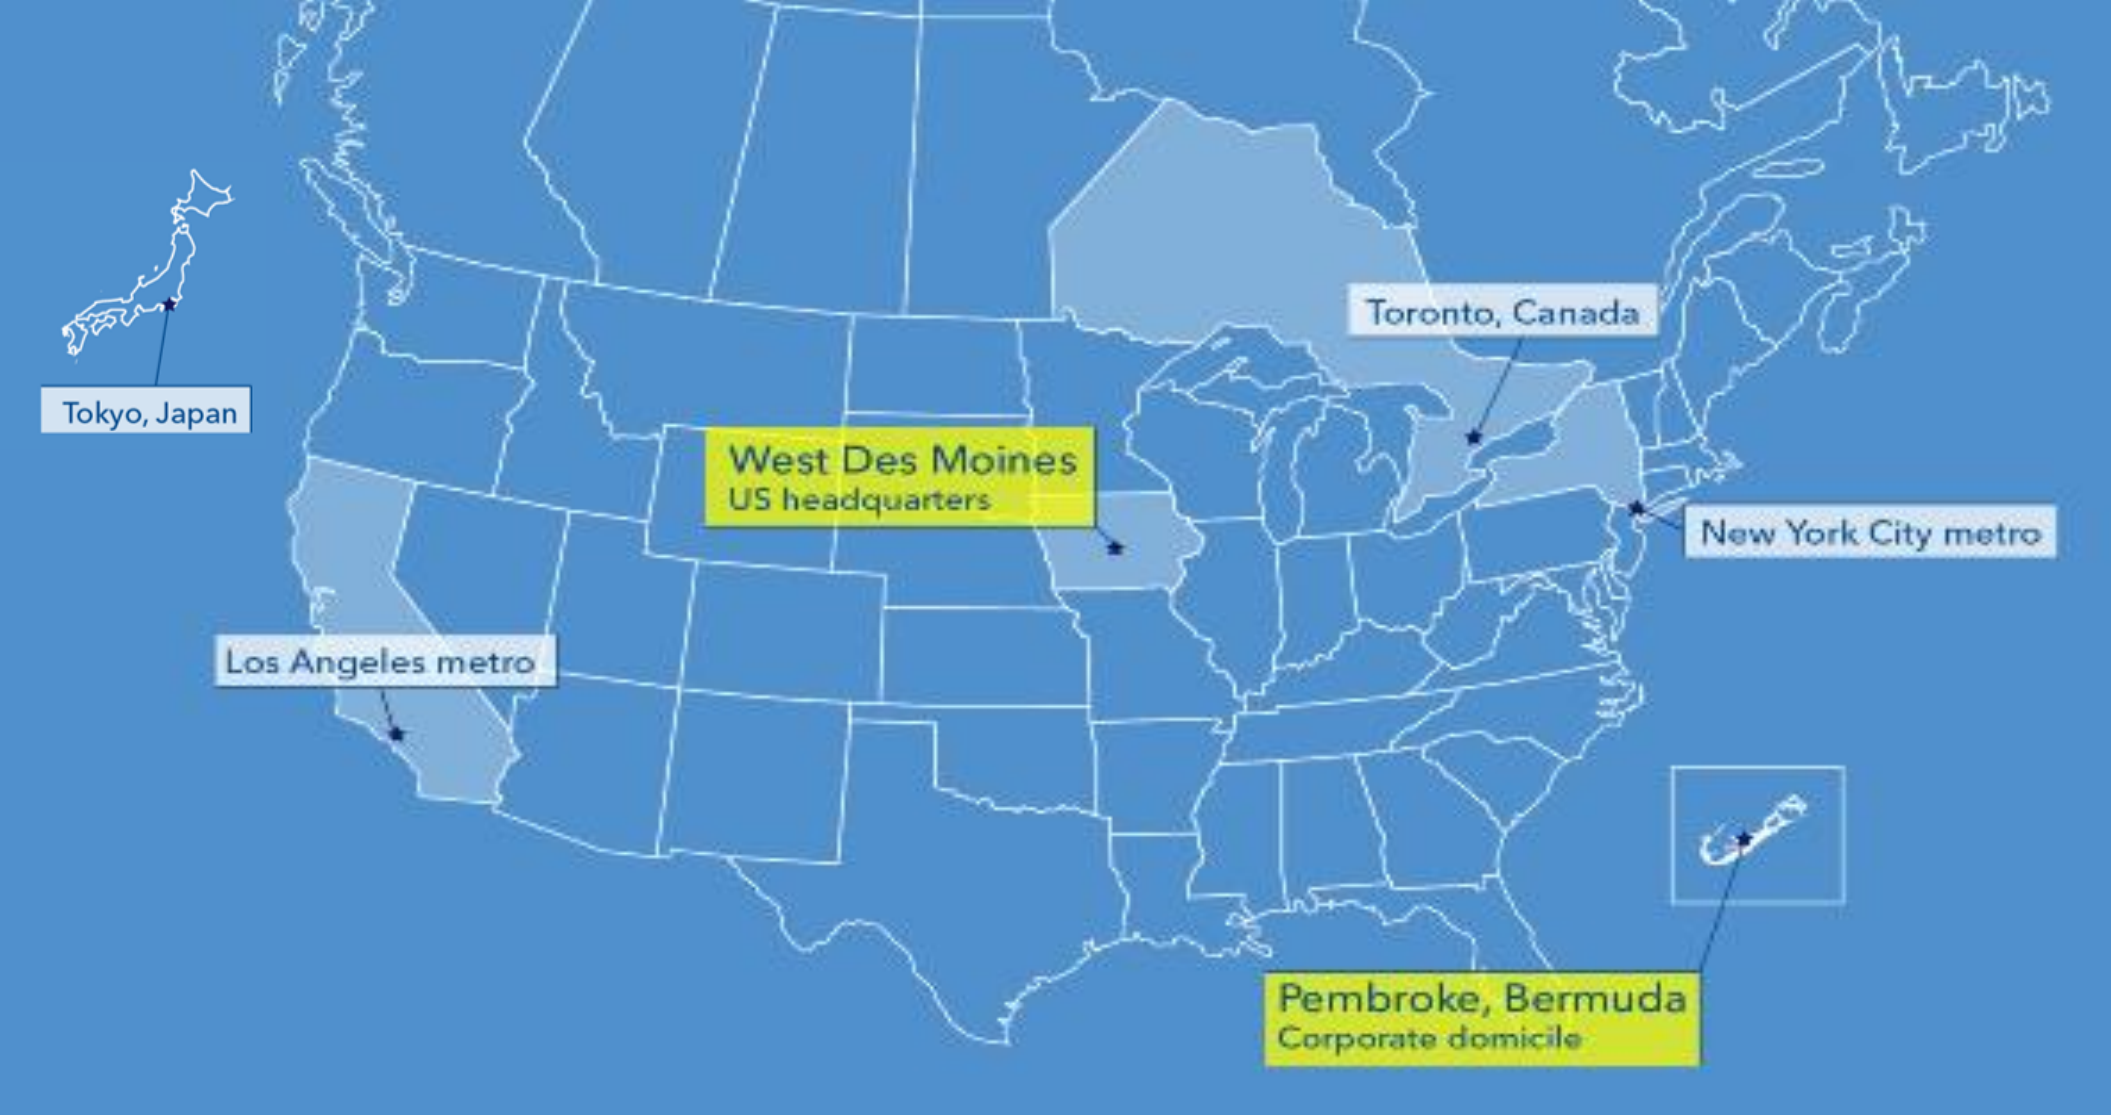 Toronto, Canada
Tokyo, Japan
West Des Moines
US headquarters
New York City metro
Los Angeles metro
Pembroke, Bermuda
Corporate domicile